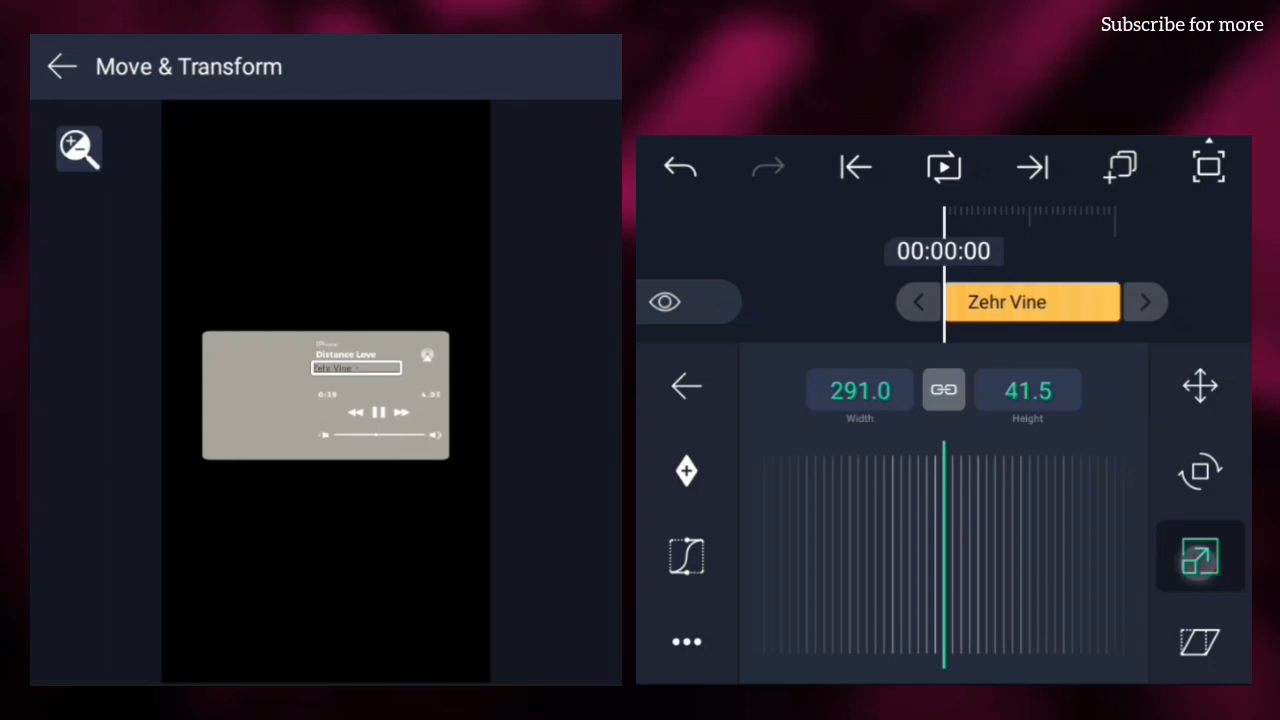 Subscribe for more
Move & Transform
00:00:00
Zehr Vine
Distance Love
Zehr Vine -
0:39
4.03
291.0
41.5
Width
Height